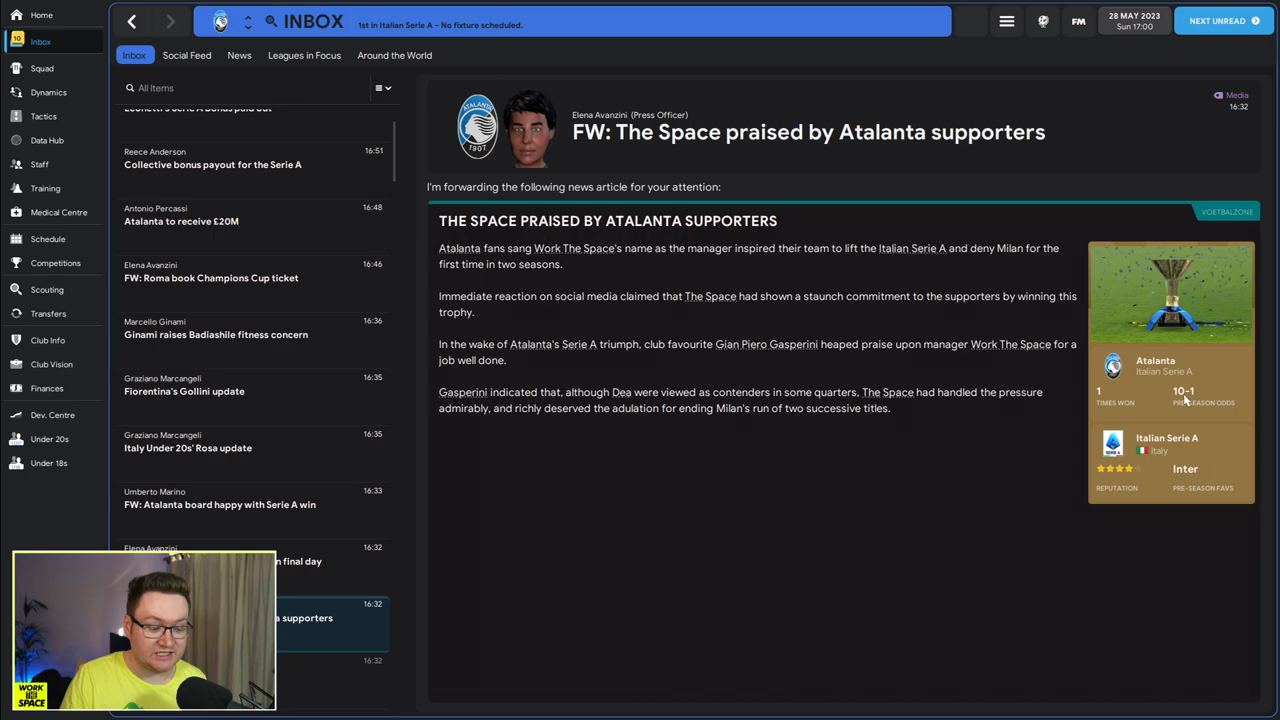 Home
10
Inbox
Squad
Dynamics
Tactics
Data Hub
Staff
Training
Medical Centre
Schedule
Competitions
Scouting
Transfers
Club Info
Club Vision
Finances
Dev. Centre
Under 20s
Under 18s
INBOX
1st in Italian Serie A - No fixture scheduled.
FM
28 MAY 2023
Sun 17:00
NEXT UNREAD
Inbox
Social Feed
News
Leagues in Focus
Around the World
All Items
Reece Anderson
16:51
Collective bonus payout for the Serie A
Antonio Percassi
16:48
Atalanta to receive £20M
Elena Avanzini
16:46
FW: Roma book Champions Cup ticket
Marcello Ginami
16:36
Ginami raises Badiashile fitness concern
Graziano Marcangeli
16:35
Fiorentina's Gollini update
Graziano Marcangeli
16:35
Italy Under 20s' Rosa update
Umberto Marino
16:33
FW: Atalanta board happy with Serie A win
Elena Avanzini
16:32
final day
16:32
supporters
16:32
ATALANTA
1907
Elena Avanzini (Press Officer)
FW: The Space praised by Atalanta supporters
Media
16:32
I'm forwarding the following news article for your attention:
VOETBALZONE
THE SPACE PRAISED BY ATALANTA SUPPORTERS
Atalanta fans sang Work The Space's name as the manager inspired their team to lift the Italian Serie A and deny Milan for the
first time in two seasons.
Immediate reaction on social media claimed that The Space had shown a staunch commitment to the supporters by winning this
trophy.
In the wake of Atalanta's Serie A triumph, club favourite Gian Piero Gasperini heaped praise upon manager Work The Space for a
job well done.
Gasperini indicated that, although Dea were viewed as contenders in some quarters, The Space had handled the pressure
admirably, and richly deserved the adulation for ending Milan's run of two successive titles.
Atalanta
Italian Serie A
1
10-1
TIMES WON
PRE-SEASON ODDS
Italian Serie A
Italy
Inter
REPUTATION
PRE-SEASON FAVS
WORK
THE
SPACE